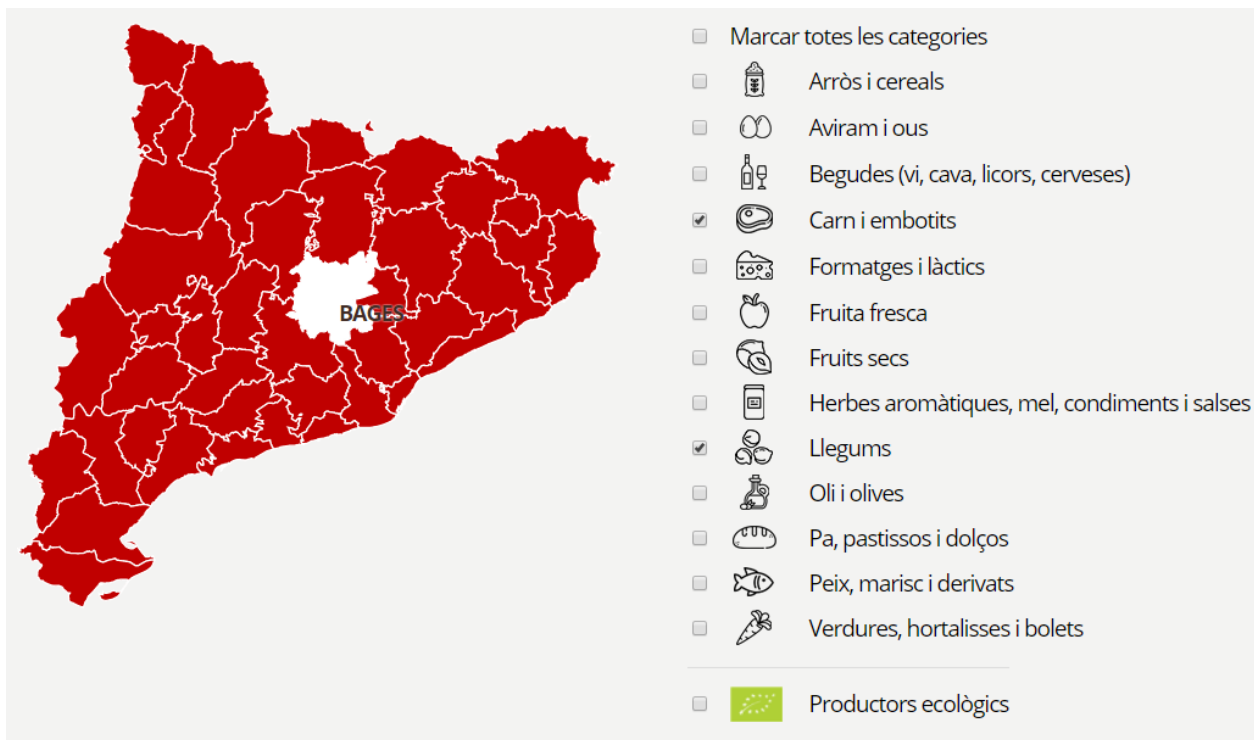 BAGES
Marcar totes les categories
Arròs i cereals
Aviram i ous
Begudes (vi, cava, licors, cerveses)
Carn i embotits
Formatges i làctics
Fruita fresca
Fruits secs
Herbes aromàtiques, mel, condiments i salses
Llegums
Oli i olives
Pa, pastissos i dolços
Peix, marisc i derivats
Verdures, hortalisses i bolets
Productors ecològics